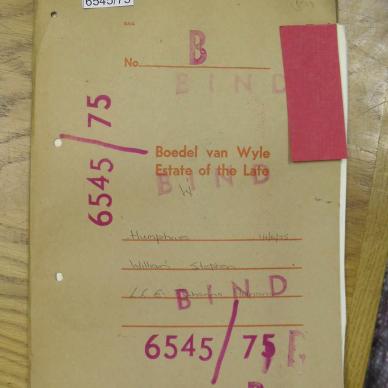 6545/75
No. B
BIND
6545/75
Boedel van Wyle
Estate of the Late
BIND
W
Humphries
William Stephen
BIND
6545/75